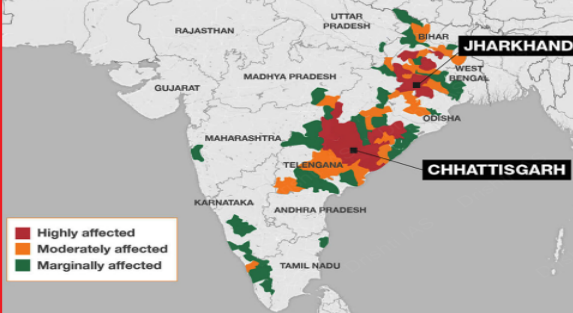 UTTAR
PRADESH
RAJASTHAN
BIHAR
JHARKHAND
WEST
BENGAL
MADHYA PRADESH
GUJARAT
ODISHA
MAHARASHTRA
TELENGANA
CHHATTISGARH
KARNATAKA
ANDHRA PRADESH
Highly affected
Moderately affected
Marginally affected
TAMIL NADU